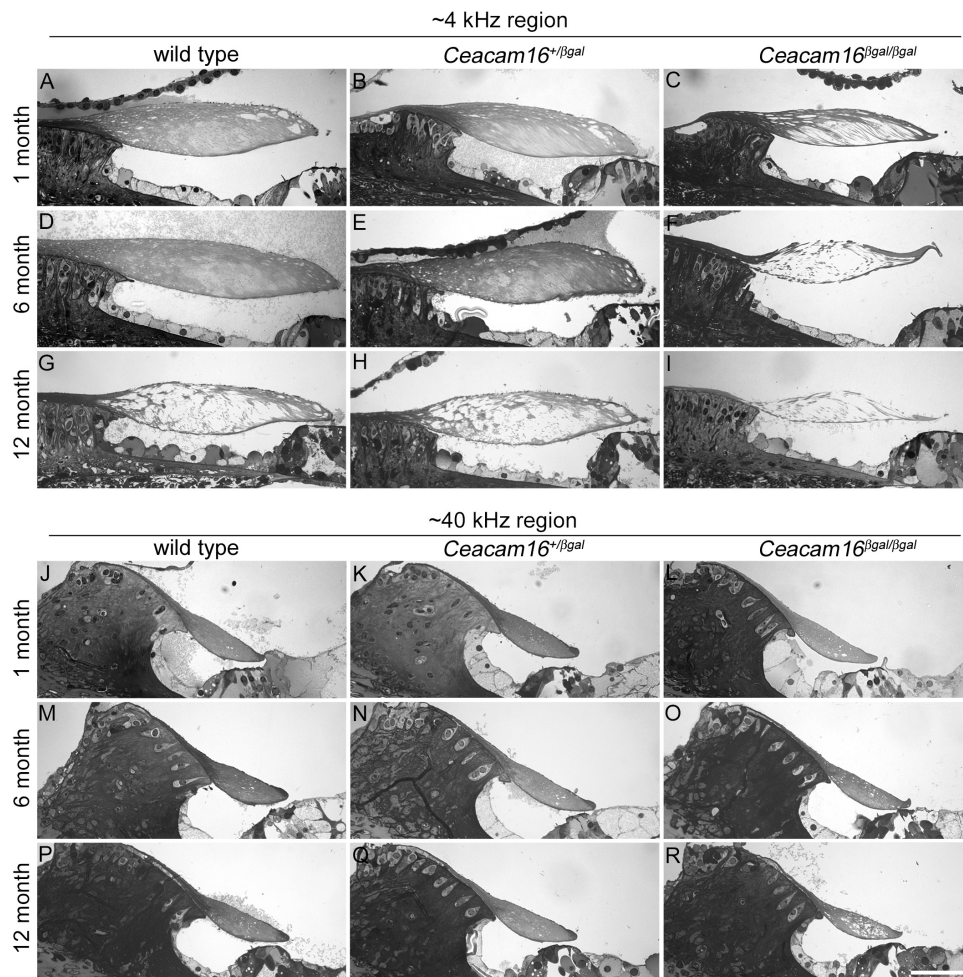 ~4 kHz region
wild type Ceacam16+/βgal Ceacam16βgal/βgal
1 month
A B C
6 month
D E F
12 month
G H I
~40 kHz region
wild type Ceacam16+/βgal Ceacam16βgal/βgal
1 month
J K L
6 month
M N O
12 month
P Q R